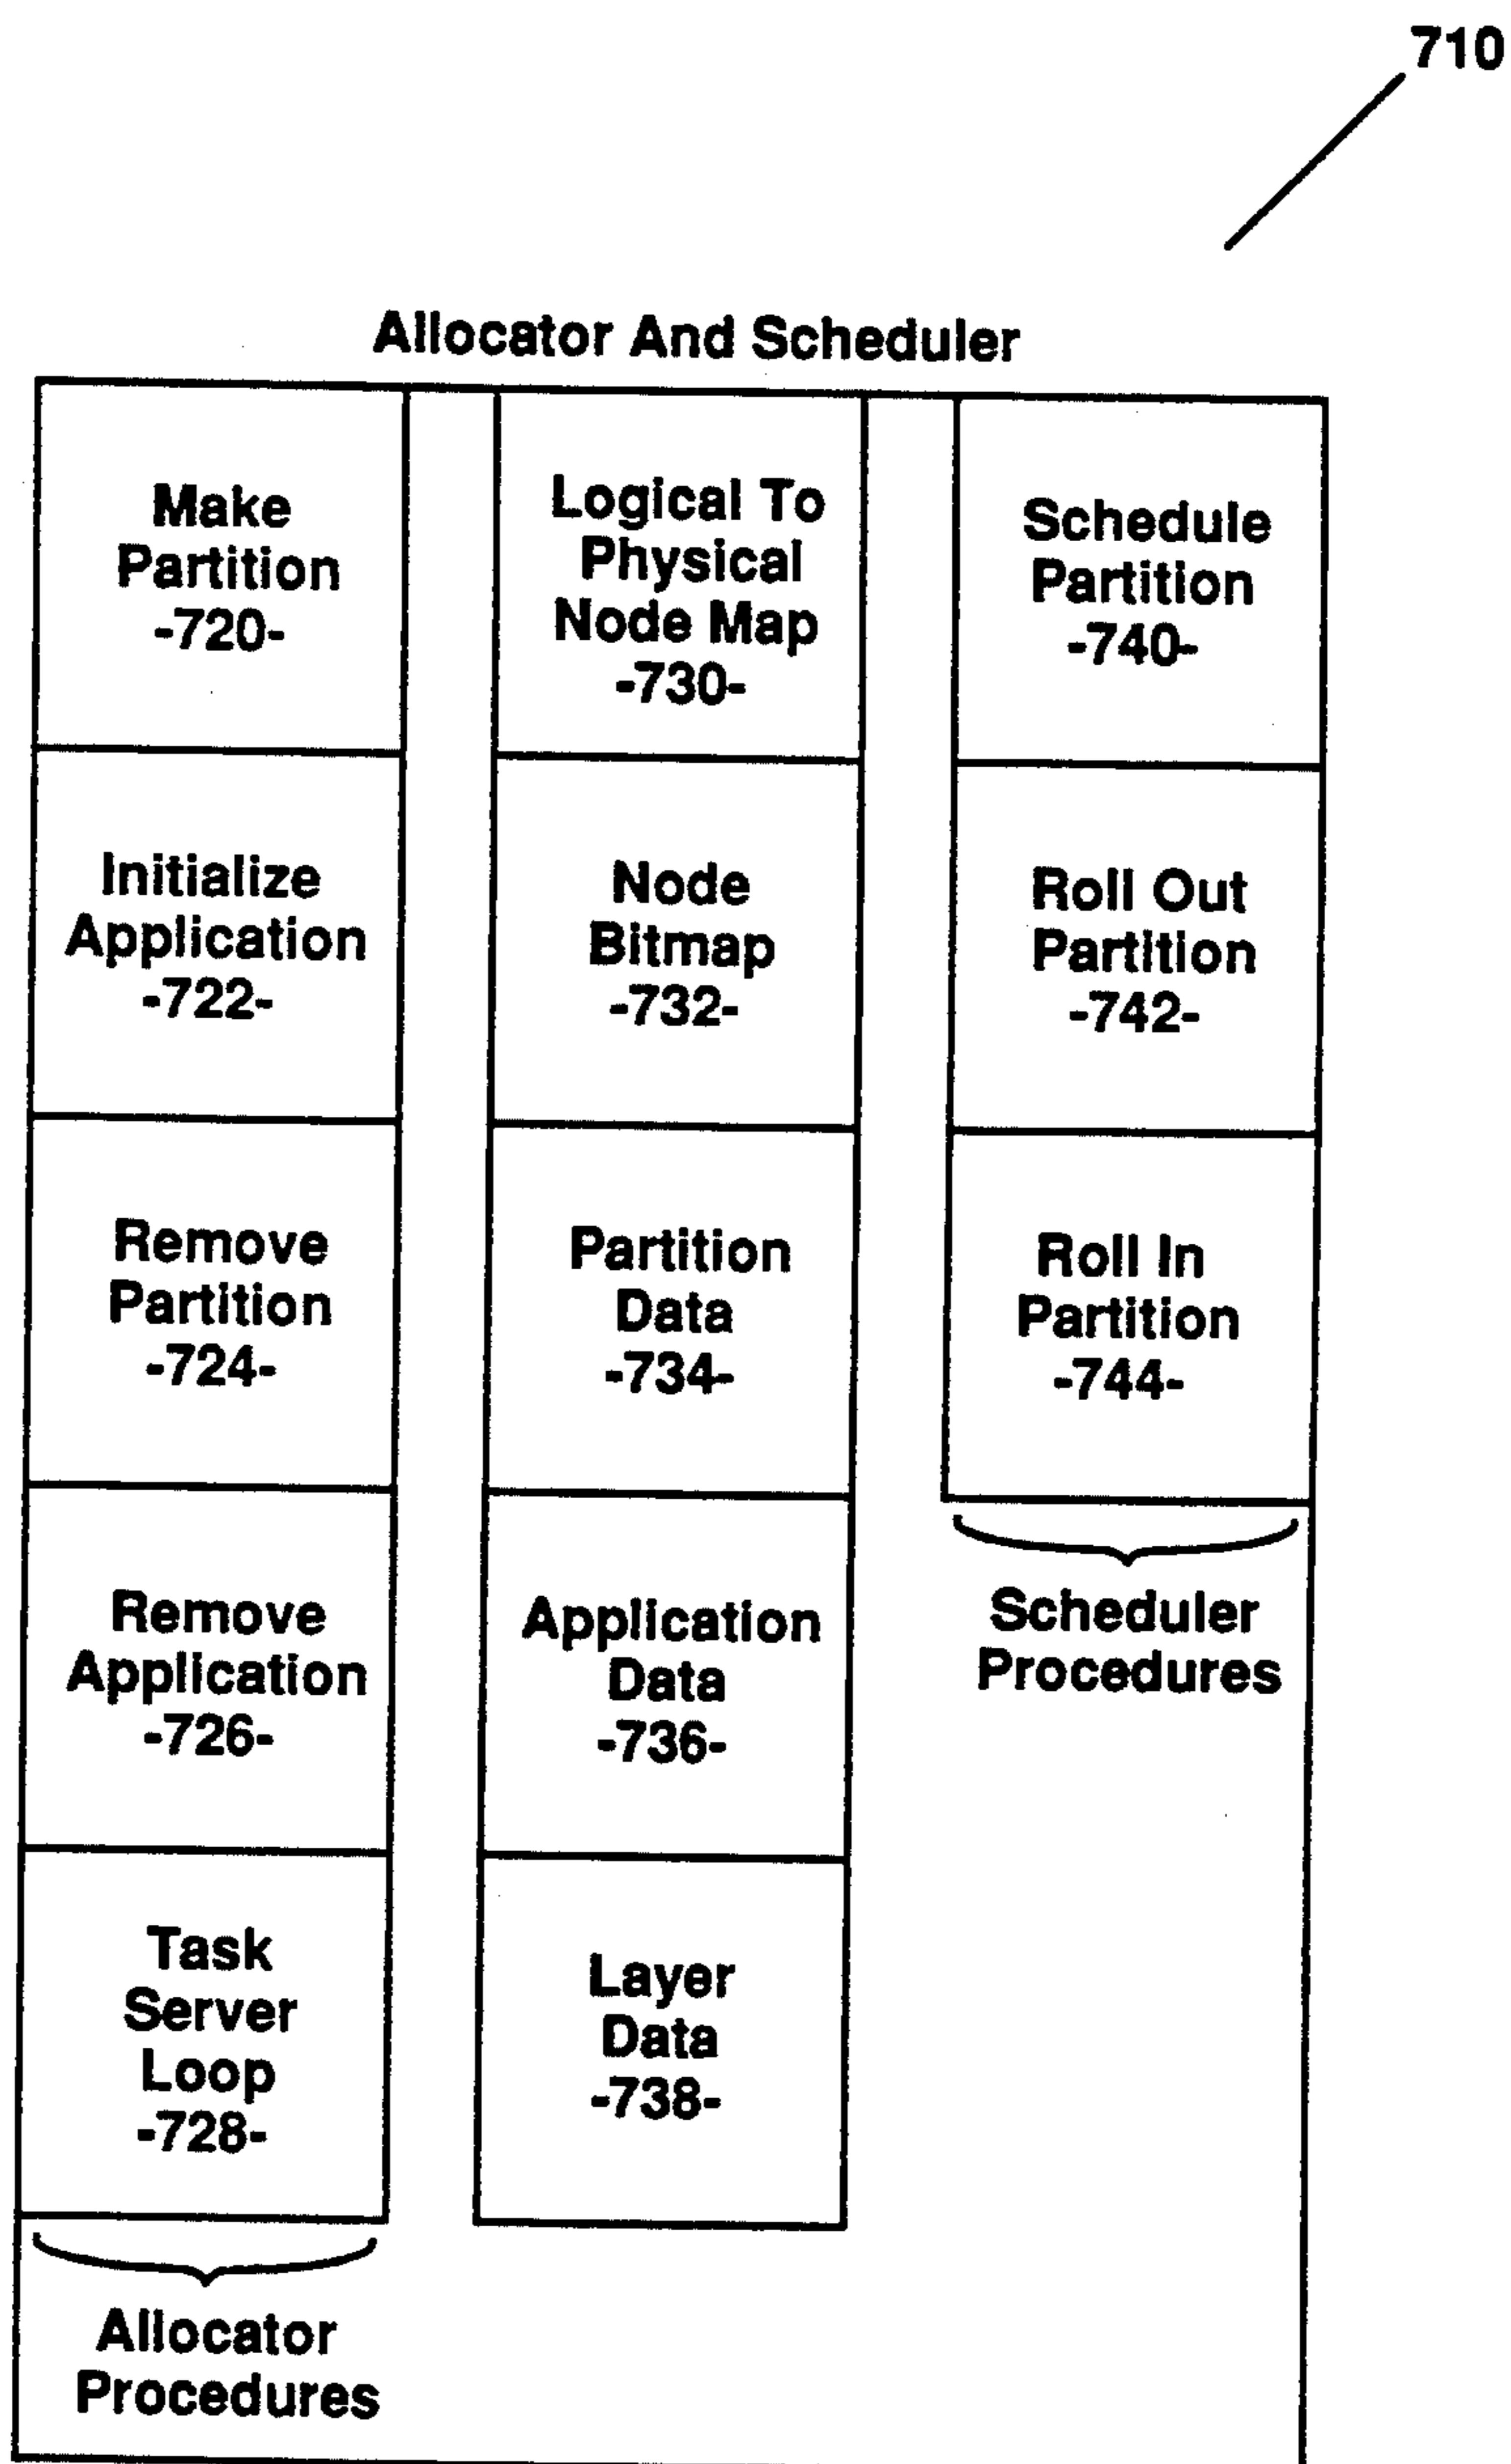 710
Allocator And Scheduler
Make
Partition
-720-
Initialize
Application
-722-
Remove
Partition
-724-
Remove
Application
-726-
Task
Server
Loop
-728-
Allocator
Procedures
Logical To
Physical
Node Map
-730-
Node
Bitmap
-732-
Partition
Data
-734-
Application
Data
-736-
Layer
Data
-738-
Schedule
Partition
-740-
Roll Out
Partition
-742-
Roll In
Partition
-744-
Scheduler
Procedures